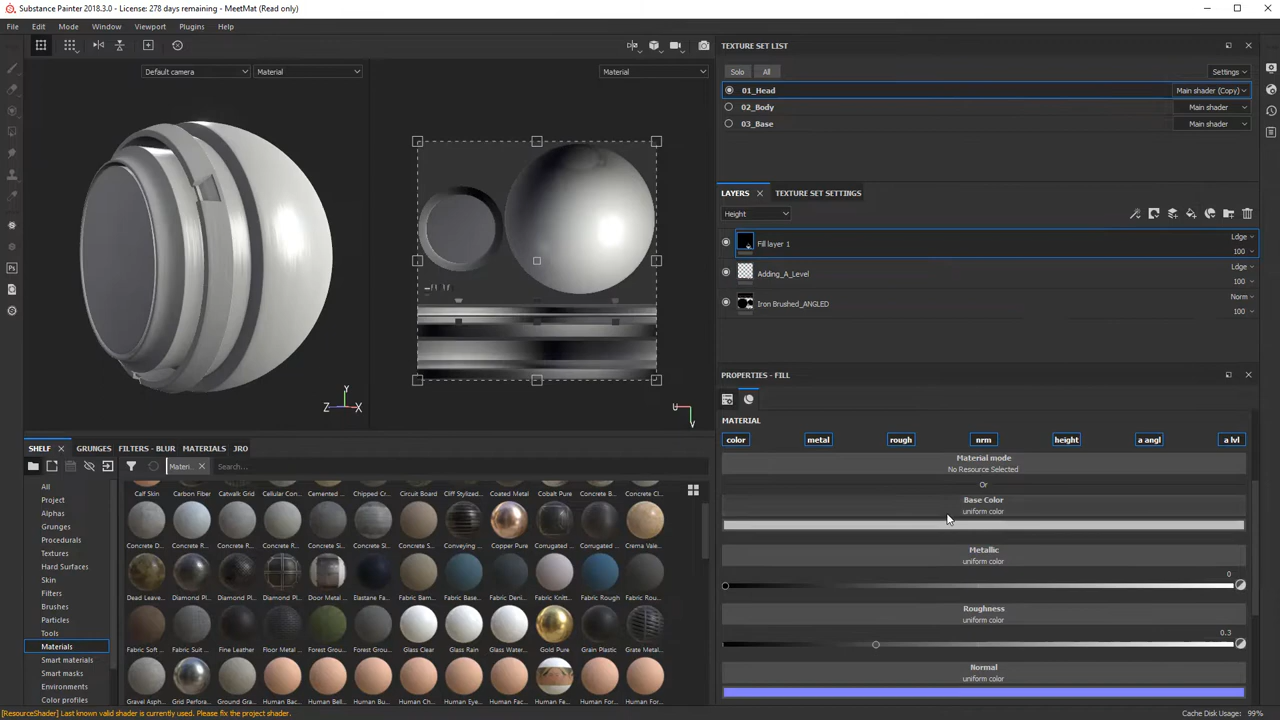 Substance Painter 2018.3.0 - License: 278 days remaining - MeetMat (Read only)
File Edit Mode Window Viewport Plugins Help
Default camera Material Material
TEXTURE SET LIST
Solo All Settings
01_Head Main shader (Copy)
02_Body Main shader
03_Base Main shader
LAYERS TEXTURE SET SETTINGS
Height
Fill layer 1 Ldge 100
Adding_A_Level Ldge 100
Iron Brushed_ANGLED Norm 100
Y Z X
U V
PROPERTIES - FILL
MATERIAL
color metal rough nrm height a angl a lvl
Material mode
No Resource Selected
Or
Base Color
uniform color
Metallic
uniform color
0
Roughness
uniform color
0.3
Normal
uniform color
SHELF GRUNGES FILTERS - BLUR MATERIALS JRO
Materi... Search...
All
Project
Alphas
Grunges
Procedurals
Textures
Hard Surfaces
Skin
Filters
Brushes
Particles
Tools
Materials
Smart materials
Smart masks
Environments
Color profiles
Calf Skin Carbon Fiber Catwalk Grid Cellular Con... Cemented ... Chipped Cr... Circuit Board Cliff Stylized... Coated Metal Cobalt Pure Concrete B... Concrete Cl...
Concrete D... Concrete R... Concrete R... Concrete Si... Concrete S... Concrete S... Concrete S... Conveying ... Copper Pure Corrugated ... Corrugated ... Crema Vale...
Dead Leave... Diamond Pl... Diamond Pl... Diamond Pl... Door Metal ... Elastane Fa... Fabric Bam... Fabric Base... Fabric Knitt... Fabric Knitt... Fabric Rough Fabric Rou...
Fabric Soft ... Fabric Suit ... Fine Leather Floor Metal ... Forest Grou... Forest Grou... Glass Clear Glass Rain Glass Water... Gold Pure Grain Plastic Grate Metal...
Gravel Asph... Grid Perfora... Ground Gra... Human Bac... Human Bell... Human Bu... Human Che... Human Eye... Human Fac... Human For... Human For... Human Fo...
[ResourceShader] Last known valid shader is currently used. Please fix the project shader.
Cache Disk Usage: 99%
Ps